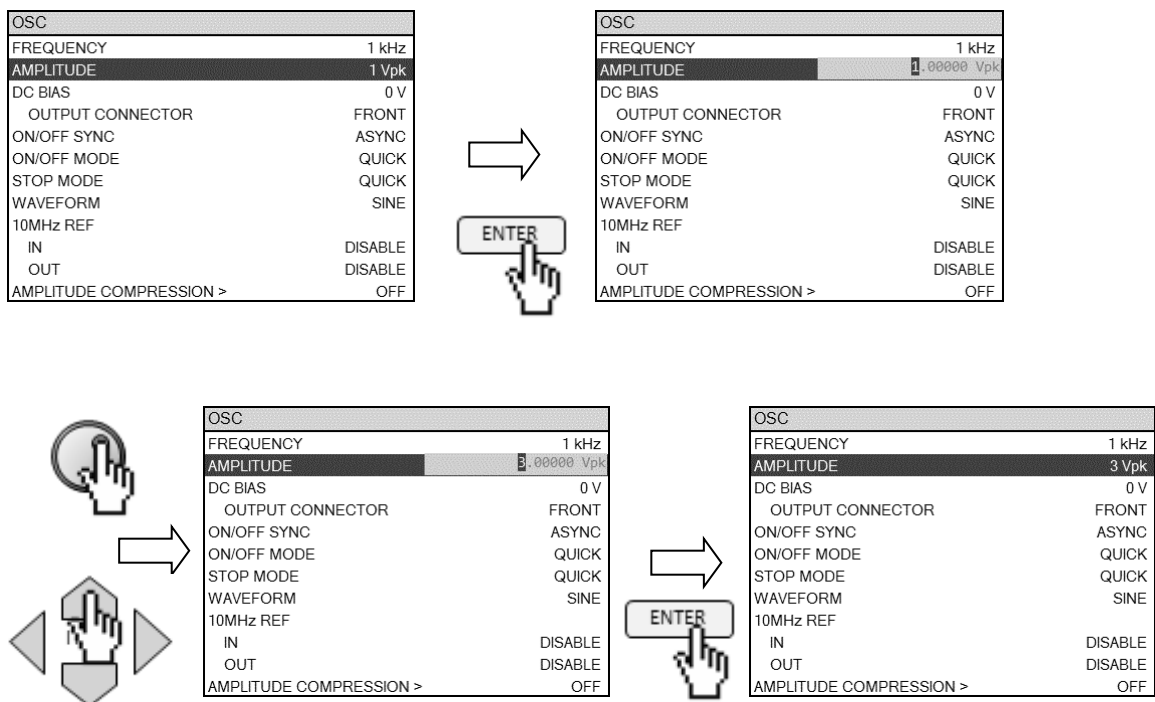 OSC
FREQUENCY 1 kHz
AMPLITUDE 1 Vpk
DC BIAS 0 V
OUTPUT CONNECTOR FRONT
ON/OFF SYNC ASYNC
ON/OFF MODE QUICK
STOP MODE QUICK
WAVEFORM SINE
10MHz REF
IN DISABLE
OUT DISABLE
AMPLITUDE COMPRESSION > OFF
ENTER
OSC
FREQUENCY 1 kHz
AMPLITUDE 1.00000 Vpk
DC BIAS 0 V
OUTPUT CONNECTOR FRONT
ON/OFF SYNC ASYNC
ON/OFF MODE QUICK
STOP MODE QUICK
WAVEFORM SINE
10MHz REF
IN DISABLE
OUT DISABLE
AMPLITUDE COMPRESSION > OFF
OSC
FREQUENCY 1 kHz
AMPLITUDE 3.00000 Vpk
DC BIAS 0 V
OUTPUT CONNECTOR FRONT
ON/OFF SYNC ASYNC
ON/OFF MODE QUICK
STOP MODE QUICK
WAVEFORM SINE
10MHz REF
IN DISABLE
OUT DISABLE
AMPLITUDE COMPRESSION > OFF
ENTER
OSC
FREQUENCY 1 kHz
AMPLITUDE 3 Vpk
DC BIAS 0 V
OUTPUT CONNECTOR FRONT
ON/OFF SYNC ASYNC
ON/OFF MODE QUICK
STOP MODE QUICK
WAVEFORM SINE
10MHz REF
IN DISABLE
OUT DISABLE
AMPLITUDE COMPRESSION > OFF